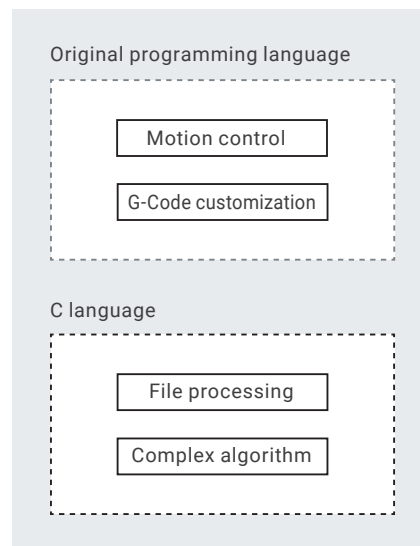 Original programming language
Motion control
G-Code customization
C language
File processing
Complex algorithm